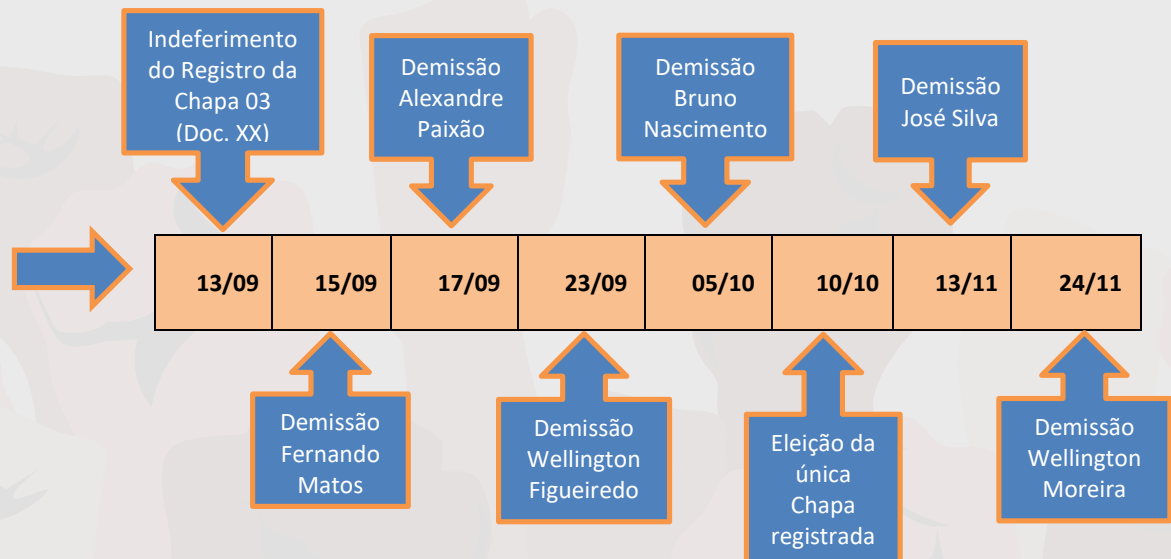 Indeferimento
do Registro da
Chapa 03
(Doc. XX)
Demissão
Alexandre
Paixão
Demissão
Bruno
Nascimento
Demissão
José Silva
13/09 15/09 17/09 23/09 05/10 10/10 13/11 24/11
Demissão
Fernando
Matos
Demissão
Wellington
Figueiredo
Eleição da
única
Chapa
registrada
Demissão
Wellington
Moreira